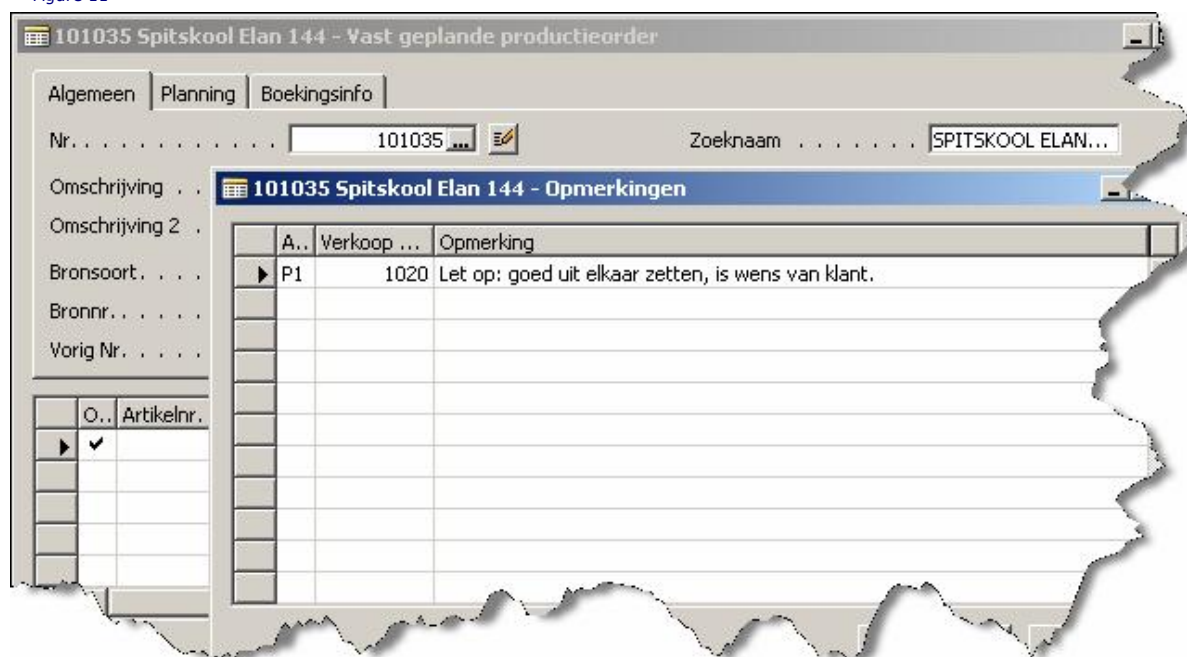 101035 Spitskool Elan 144 - Vast geplande productieorder
Algemeen Planning Boekingsinfo
Nr. . . . . . . . . . . . . 101035 ... Zoeknaam . . . . . . . SPITSKOOL ELAN...
Omschrijving . .
101035 Spitskool Elan 144 - Opmerkingen
Omschrijving 2 .
A.. Verkoop ... Opmerking
Bronsoort. . . . .
P1 1020 Let op: goed uit elkaar zetten, is wens van klant.
Bronnr. . . . . .
Vorig Nr. . . . . .
O.. Artikelnr.